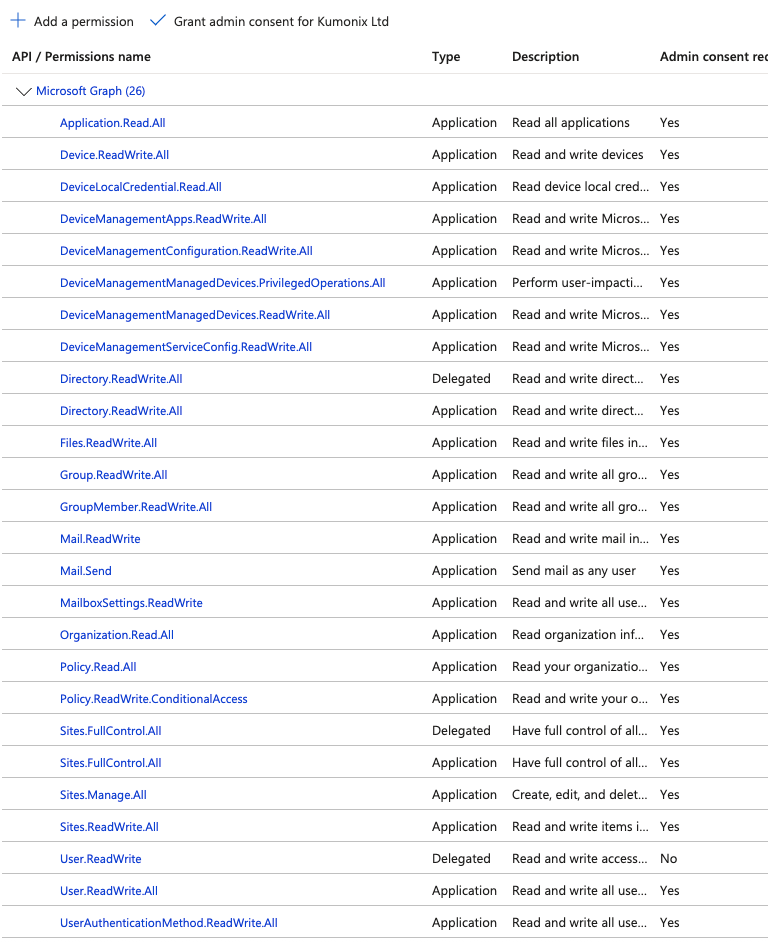 Add a permission Grant admin consent for Kumonix Ltd
API / Permissions name Type Description Admin consent rec
Microsoft Graph (26)
Application.Read.All Application Read all applications Yes
Device.ReadWrite.All Application Read and write devices Yes
DeviceLocalCredential.Read.All Application Read device local cred... Yes
DeviceManagementApps.ReadWrite.All Application Read and write Micros... Yes
DeviceManagementConfiguration.ReadWrite.All Application Read and write Micros... Yes
DeviceManagementManagedDevices.PrivilegedOperations.All Application Perform user-impacti... Yes
DeviceManagementManagedDevices.ReadWrite.All Application Read and write Micros... Yes
DeviceManagementServiceConfig.ReadWrite.All Application Read and write Micros... Yes
Directory.ReadWrite.All Delegated Read and write direct... Yes
Directory.ReadWrite.All Application Read and write direct... Yes
Files.ReadWrite.All Application Read and write files in... Yes
Group.ReadWrite.All Application Read and write all gro... Yes
GroupMember.ReadWrite.All Application Read and write all gro... Yes
Mail.ReadWrite Application Read and write mail in... Yes
Mail.Send Application Send mail as any user Yes
MailboxSettings.ReadWrite Application Read and write all use... Yes
Organization.Read.All Application Read organization inf... Yes
Policy.Read.All Application Read your organizatio... Yes
Policy.ReadWrite.ConditionalAccess Application Read and write your o... Yes
Sites.FullControl.All Delegated Have full control of all... Yes
Sites.FullControl.All Application Have full control of all... Yes
Sites.Manage.All Application Create, edit, and delet... Yes
Sites.ReadWrite.All Application Read and write items i... Yes
User.ReadWrite Delegated Read and write access... No
User.ReadWrite.All Application Read and write all use... Yes
UserAuthenticationMethod.ReadWrite.All Application Read and write all use... Yes